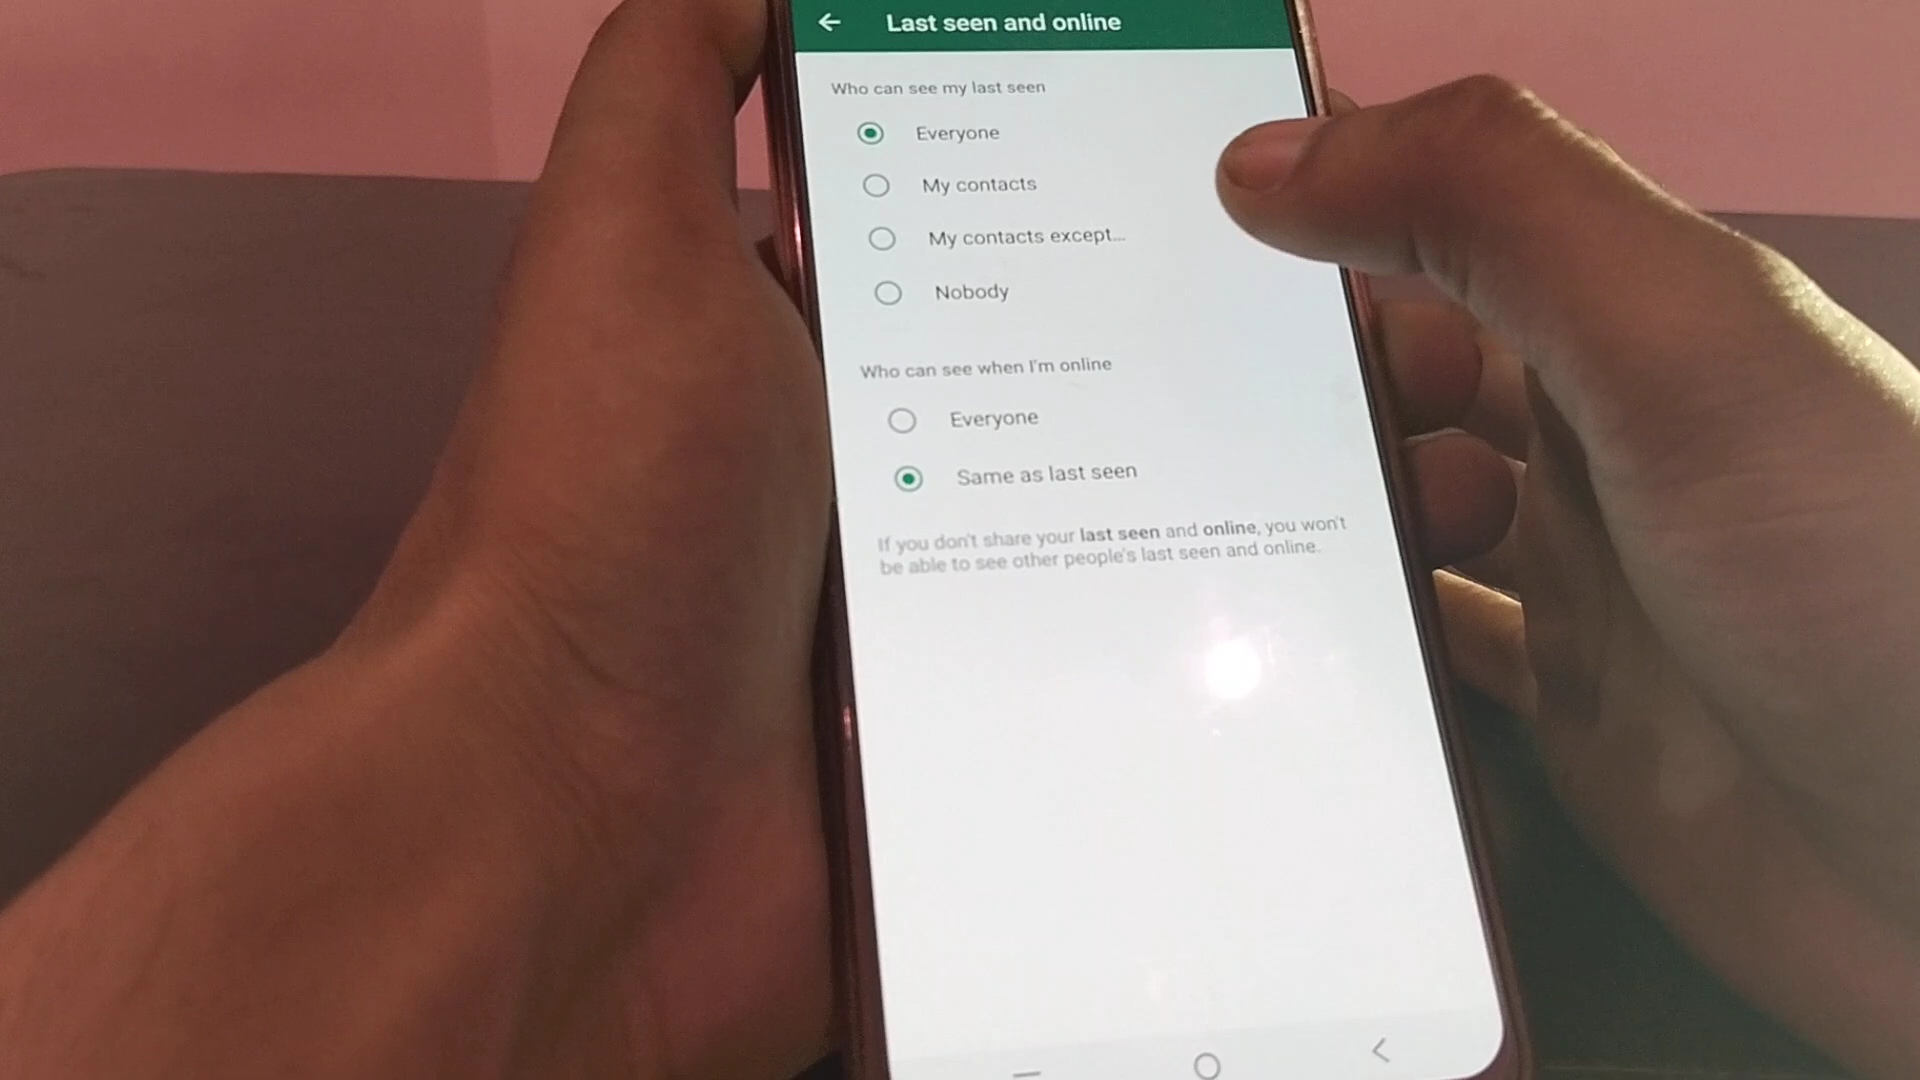 Last seen and online
Who can see my last seen
Everyone
My contacts
My contacts except...
Nobody
Who can see when I'm online
Everyone
Same as last seen
If you don't share your last seen and online, you won't
be able to see other people's last seen and online.